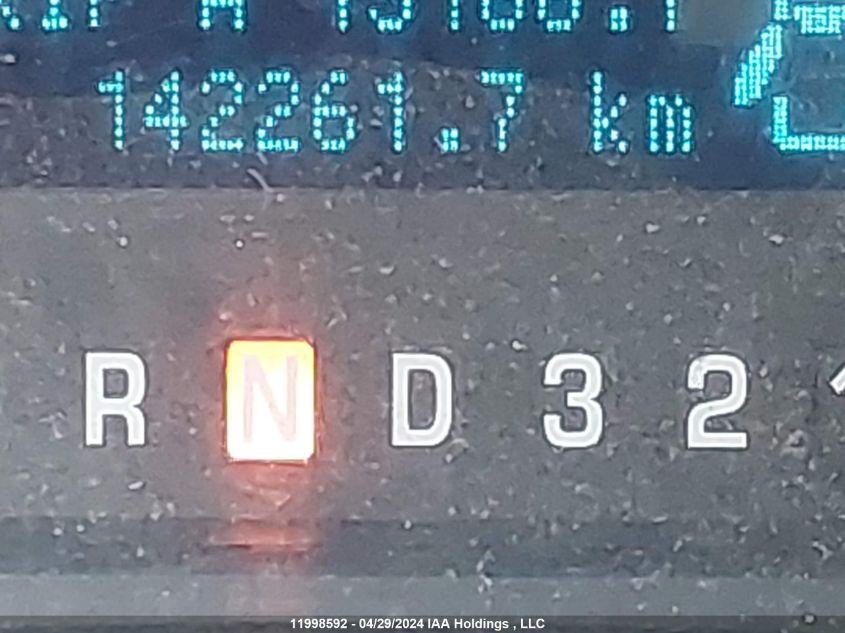 142261.7 km
R N D 3 2
11998592 - 04/29/2024 IAA Holdings , LLC